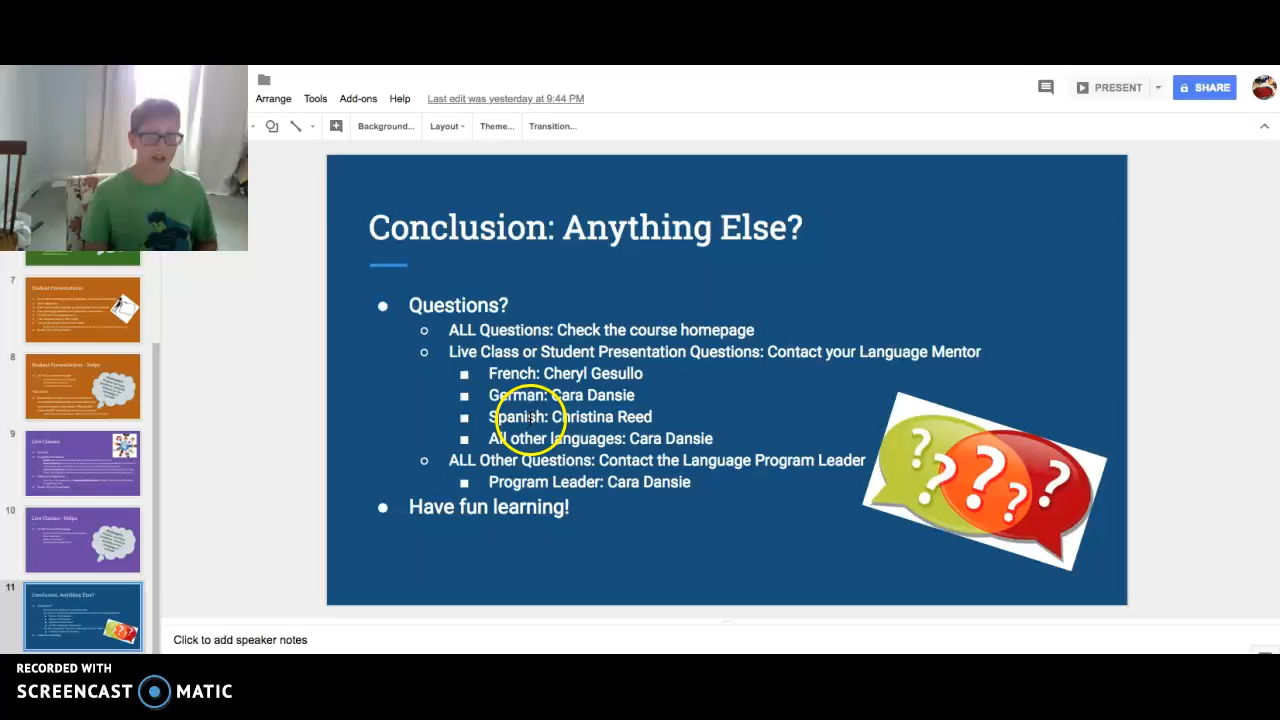 Arrange Tools Add-ons Help Last edit was yesterday at 9:44 PM
PRESENT
SHARE
Background... Layout Theme... Transition...
Conclusion: Anything Else?
● Questions?
○ ALL Questions: Check the course homepage
○ Live Class or Student Presentation Questions: Contact your Language Mentor
■ French: Cheryl Gesullo
■ German: Cara Dansie
■ Spanish: Christina Reed
■ All other languages: Cara Dansie
○ ALL Other Questions: Contact the Language Program Leader
■ Program Leader: Cara Dansie
● Have fun learning!
? ? ? ? ?
7
Student Presentations
8
Student Presentations - Helps
9
Live Classes
10
Live Classes - Helps
11
Conclusion: Anything Else?
Click to add speaker notes
RECORDED WITH
SCREENCAST MATIC